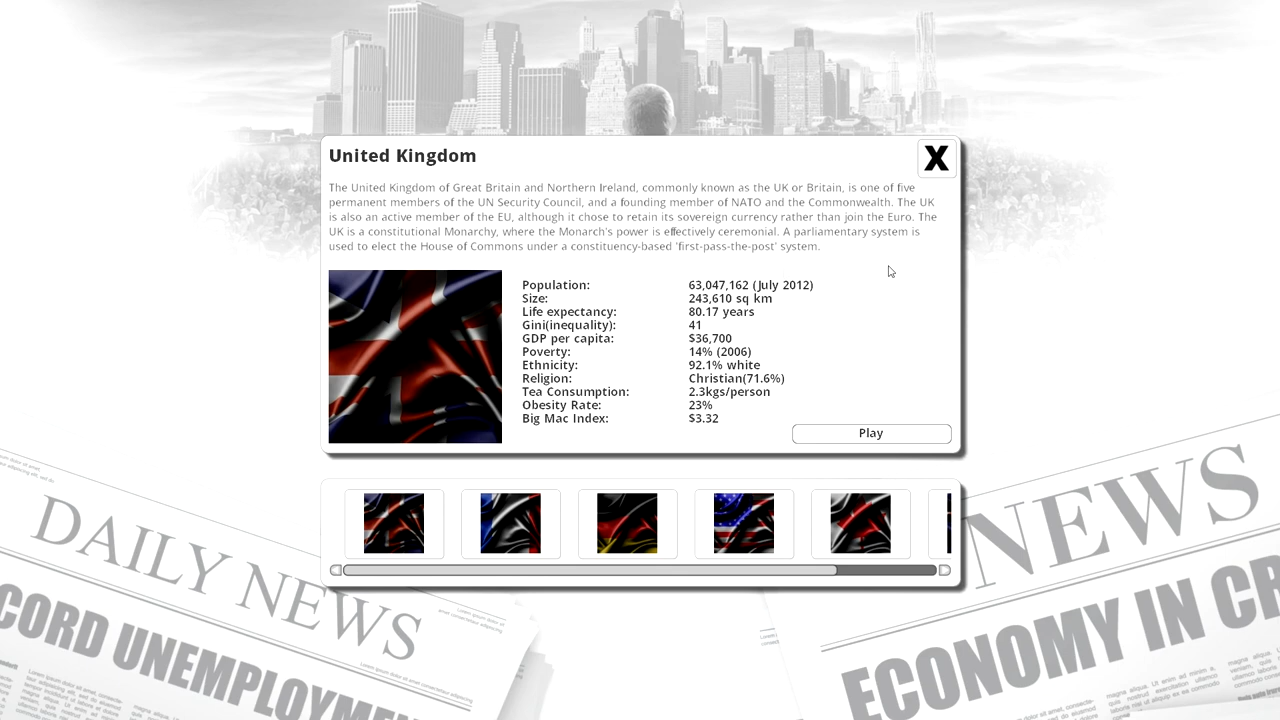 United Kingdom
X
The United Kingdom of Great Britain and Northern Ireland, commonly known as the UK or Britain, is one of five
permanent members of the UN Security Council, and a founding member of NATO and the Commonwealth. The UK
is also an active member of the EU, although it chose to retain its sovereign currency rather than join the Euro. The
UK is a constitutional Monarchy, where the Monarch's power is effectively ceremonial. A parliamentary system is
used to elect the House of Commons under a constituency-based 'first-pass-the-post' system.
Population: 63,047,162 (July 2012)
Size: 243,610 sq km
Life expectancy: 80.17 years
Gini(inequality): 41
GDP per capita: $36,700
Poverty: 14% (2006)
Ethnicity: 92.1% white
Religion: Christian(71.6%)
Tea Consumption: 2.3kgs/person
Obesity Rate: 23%
Big Mac Index: $3.32
Play
DAILY NEWS
CORD UNEMPLOYME
NEWS
ECONOMY IN CR